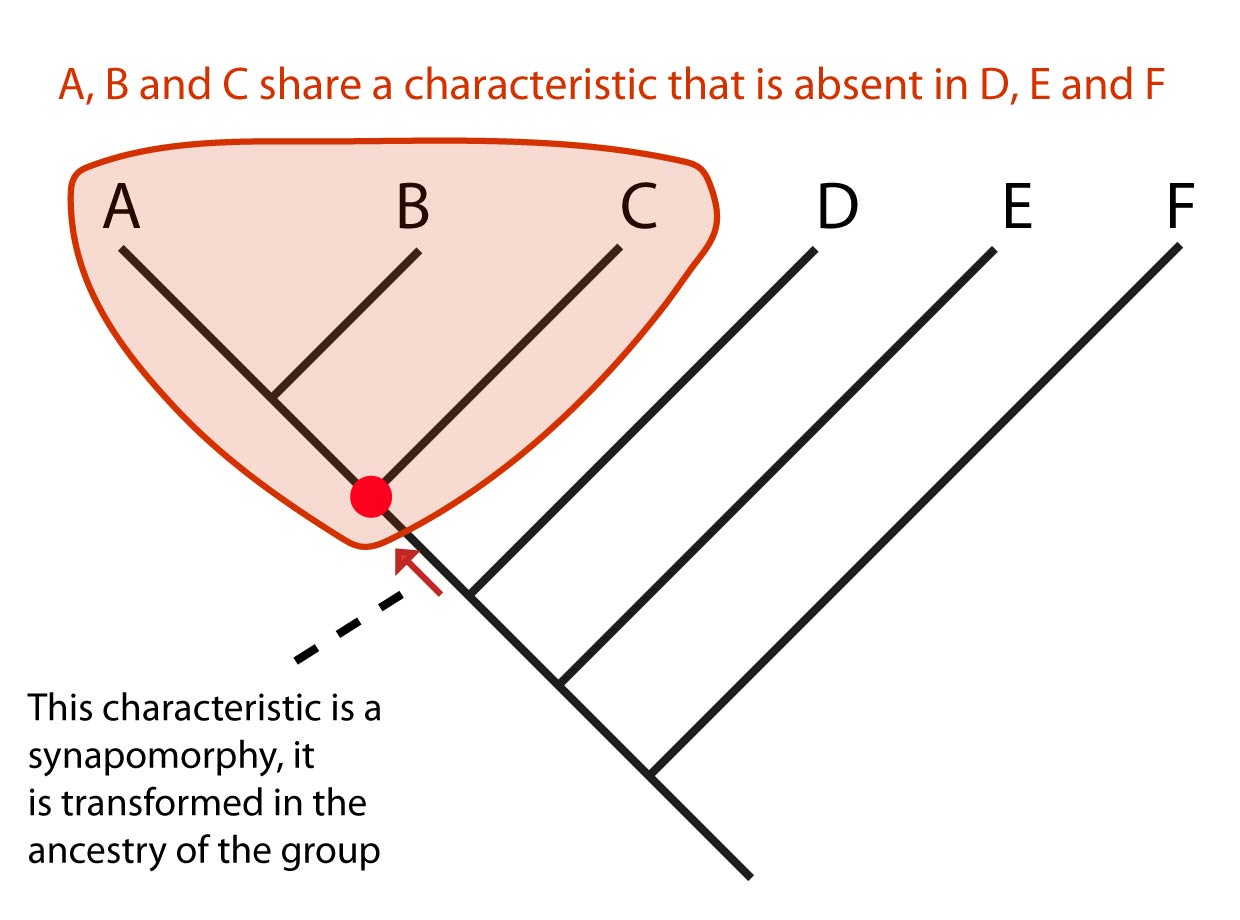 A, B and C share a characteristic that is absent in D, E and F
A B C D E F
This characteristic is a
synapomorphy, it
is transformed in the
ancestry of the group